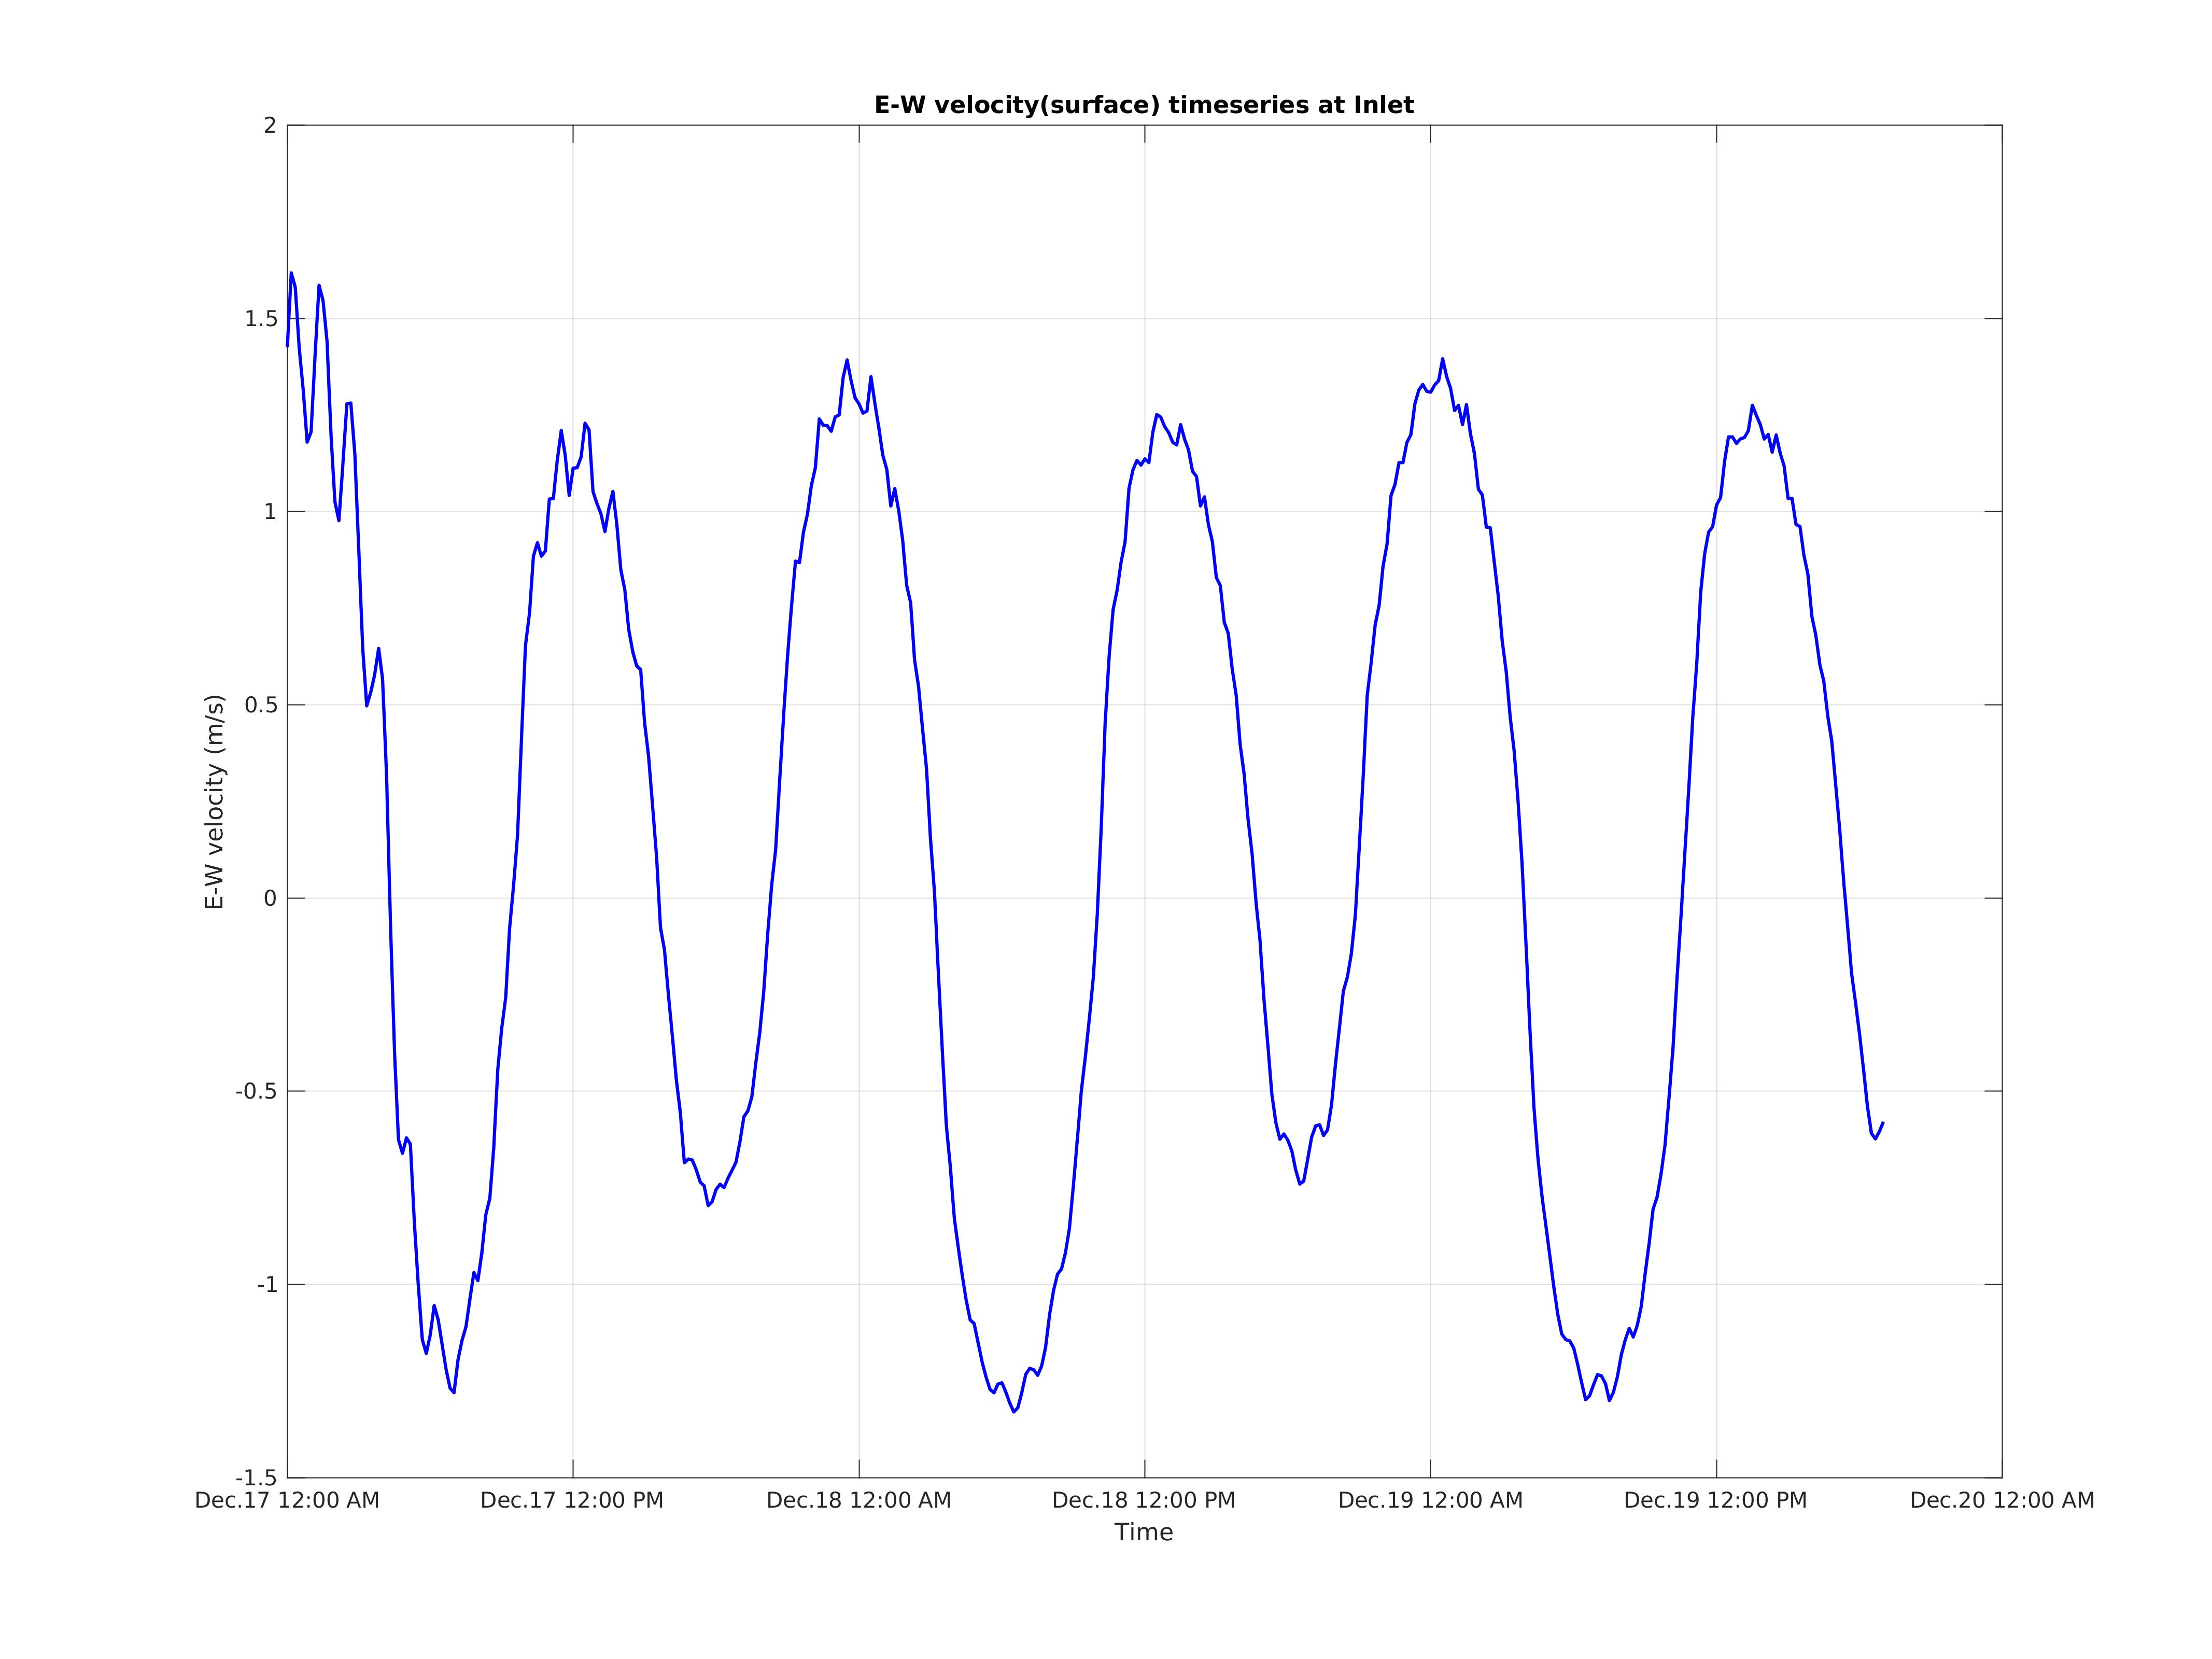 E-W velocity(surface) timeseries at Inlet
2
1.5
1
0.5
0
-0.5
-1
-1.5
E-W velocity (m/s)
Dec.17 12:00 AM Dec.17 12:00 PM Dec.18 12:00 AM Dec.18 12:00 PM Dec.19 12:00 AM Dec.19 12:00 PM Dec.20 12:00 AM
Time